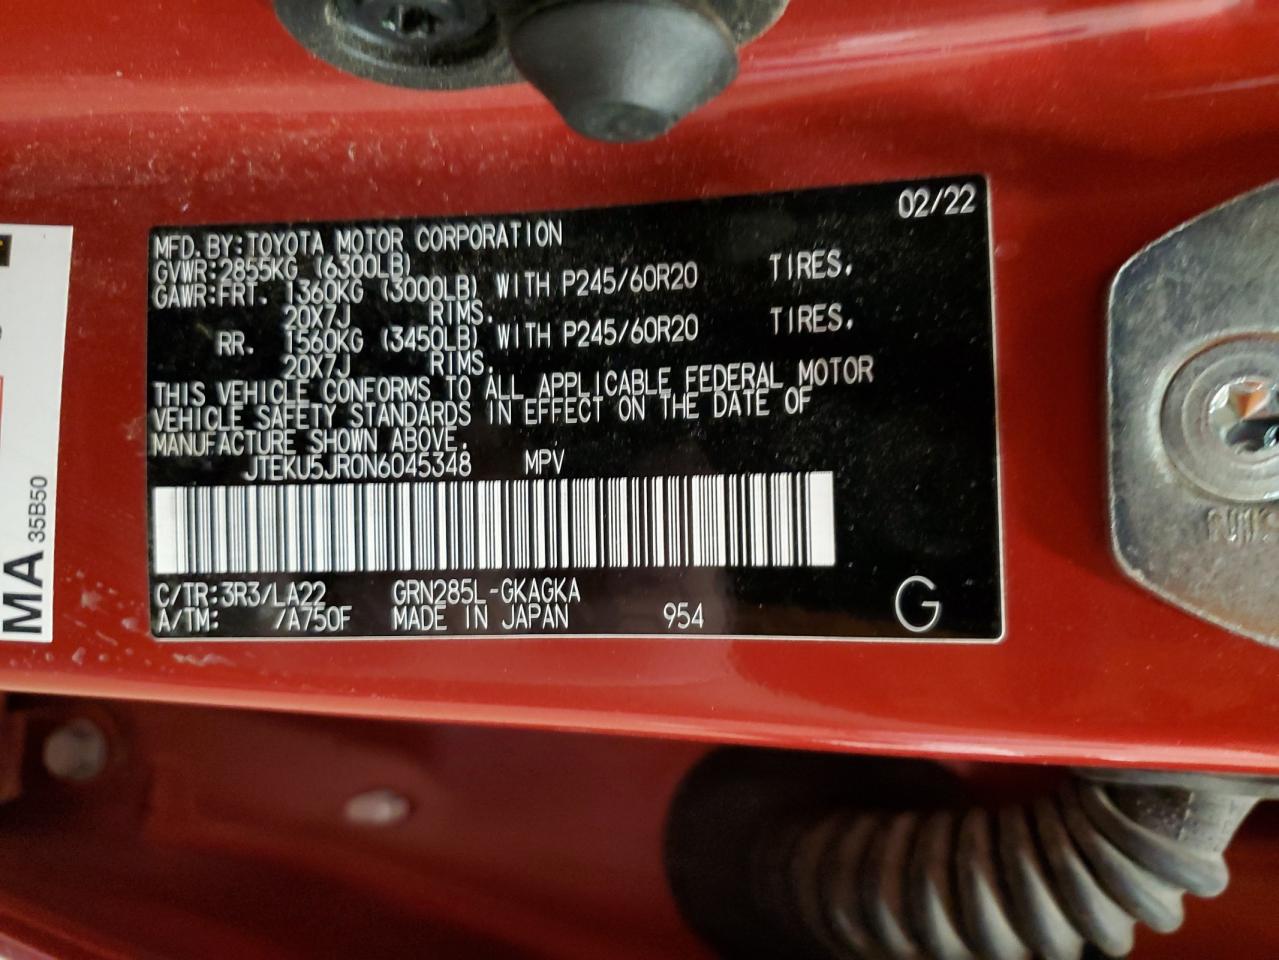 02/22
MFD. BY: TOYOTA MOTOR CORPORATION
GVWR: 2855KG (6300LB)
GAWR: FRT. 1360KG (3000LB) WITH P245/60R20 TIRES,
20X7J RIMS.
RR. 1560KG (3450LB) WITH P245/60R20 TIRES,
20X7J RIMS.
THIS VEHICLE CONFORMS TO ALL APPLICABLE FEDERAL MOTOR
VEHICLE SAFETY STANDARDS IN EFFECT ON THE DATE OF
MANUFACTURE SHOWN ABOVE.
JTEKU5JR0N6045348 MPV
C/TR: 3R3/LA22 GRN285L-GKAGKA
A/TM: /A750F MADE IN JAPAN 954 G
MA 35B50